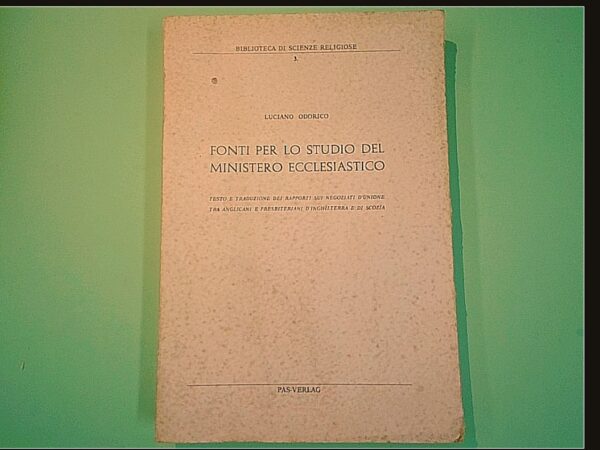 BIBLIOTECA DI SCIENZE RELIGIOSE
3.
LUCIANO ODORICO
FONTI PER LO STUDIO DEL
MINISTERO ECCLESIASTICO
TESTO E TRADUZIONE DEI RAPPORTI SUI NEGOZIATI D'UNIONE
TRA ANGLICANI E PRESBITERIANI D'INGHILTERRA E DI SCOZIA
PAS-VERLAG